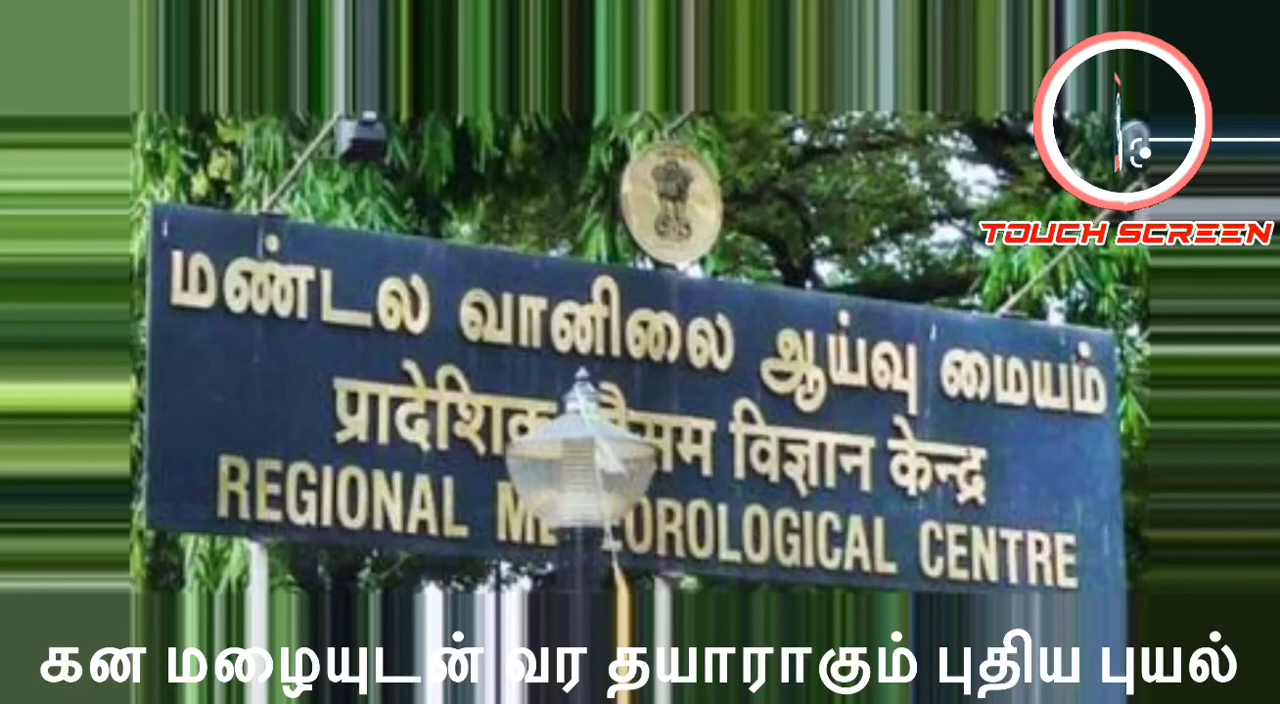 TOUCH SCREEN
மண்டல வானிலை ஆய்வு மையம்
प्रादेशिक विज्ञान केन्द्र
REGIONAL CENTRE
கன மழையுடன் வர தயாராகும் புதிய புயல்